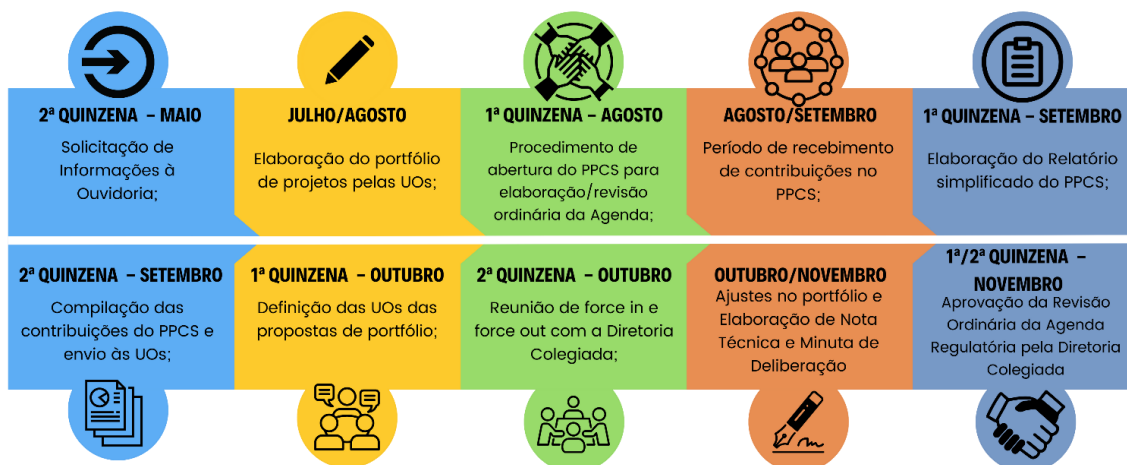 2ª QUINZENA – MAIO
Solicitação de
Informações à
Ouvidoria;
JULHO/AGOSTO
Elaboração do portfólio
de projetos pelas UOs;
1ª QUINZENA – AGOSTO
Procedimento de
abertura do PPCS para
elaboração/revisão
ordinária da Agenda;
AGOSTO/SETEMBRO
Período de recebimento
de contribuições no
PPCS;
1ª QUINZENA – SETEMBRO
Elaboração do Relatório
simplificado do PPCS;
2ª QUINZENA – SETEMBRO
Compilação das
contribuições do PPCS e
envio às UOs;
1ª QUINZENA – OUTUBRO
Definição das UOs das
propostas de portfólio;
2ª QUINZENA – OUTUBRO
Reunião de force in e
force out com a Diretoria
Colegiada;
OUTUBRO/NOVEMBRO
Ajustes no portfólio e
Elaboração de Nota
Técnica e Minuta de
Deliberação
1ª/2ª QUINZENA –
NOVEMBRO
Aprovação da Revisão
Ordinária da Agenda
Regulatória pela Diretoria
Colegiada